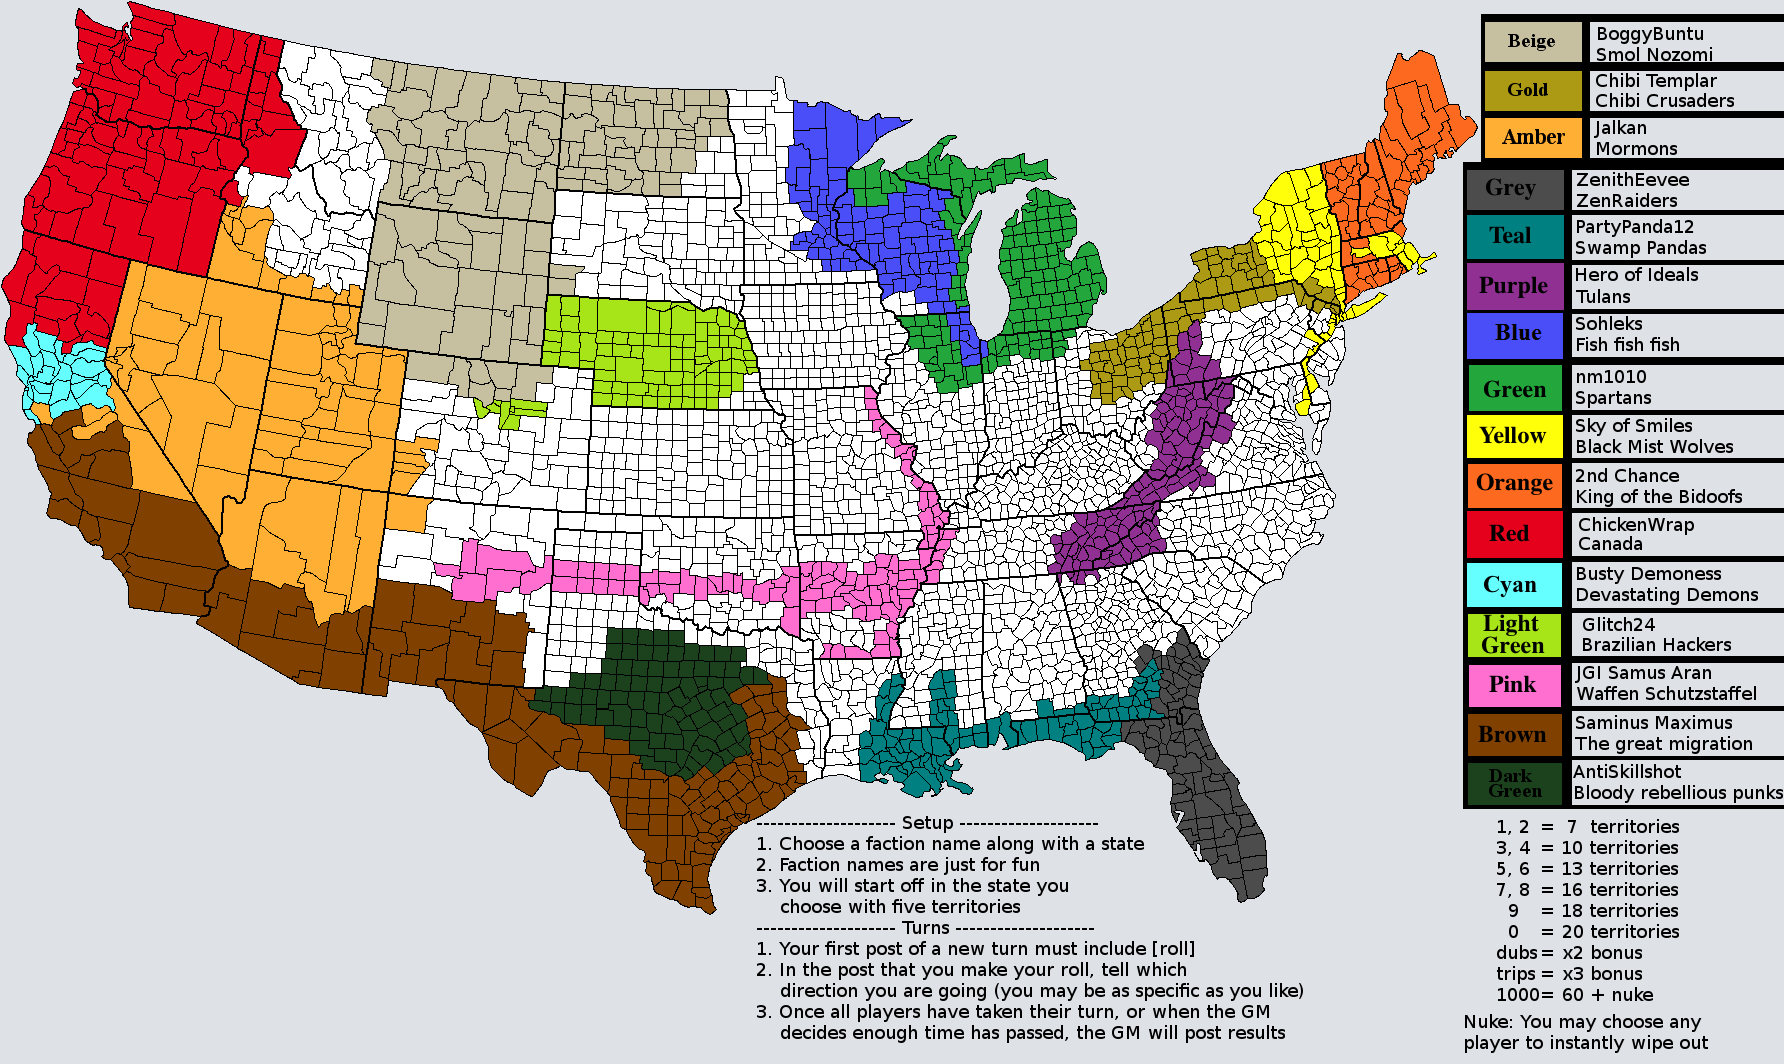 Beige
BoggyBuntu
Smol Nozomi
Gold
Chibi Templar
Chibi Crusaders
Amber
Jalkan
Mormons
Grey
ZenithEevee
ZenRaiders
Teal
PartyPanda12
Swamp Pandas
Purple
Hero of Ideals
Tulans
Blue
Sohleks
Fish fish fish
Green
nm1010
Spartans
Yellow
Sky of Smiles
Black Mist Wolves
Orange
2nd Chance
King of the Bidoofs
Red
ChickenWrap
Canada
Cyan
Busty Demoness
Devastating Demons
Light
Green
Glitch24
Brazilian Hackers
Pink
JGI Samus Aran
Waffen Schutzstaffel
Brown
Saminus Maximus
The great migration
Dark
Green
AntiSkillshot
Bloody rebellious punks
-------------------- Setup --------------------
1. Choose a faction name along with a state
2. Faction names are just for fun
3. You will start off in the state you
choose with five territories
-------------------- Turns --------------------
1. Your first post of a new turn must include [roll]
2. In the post that you make your roll, tell which
direction you are going (you may be as specific as you like)
3. Once all players have taken their turn, or when the GM
decides enough time has passed, the GM will post results
1, 2 = 7 territories
3, 4 = 10 territories
5, 6 = 13 territories
7, 8 = 16 territories
9 = 18 territories
0 = 20 territories
dubs= x2 bonus
trips = x3 bonus
1000= 60 + nuke
Nuke: You may choose any
player to instantly wipe out